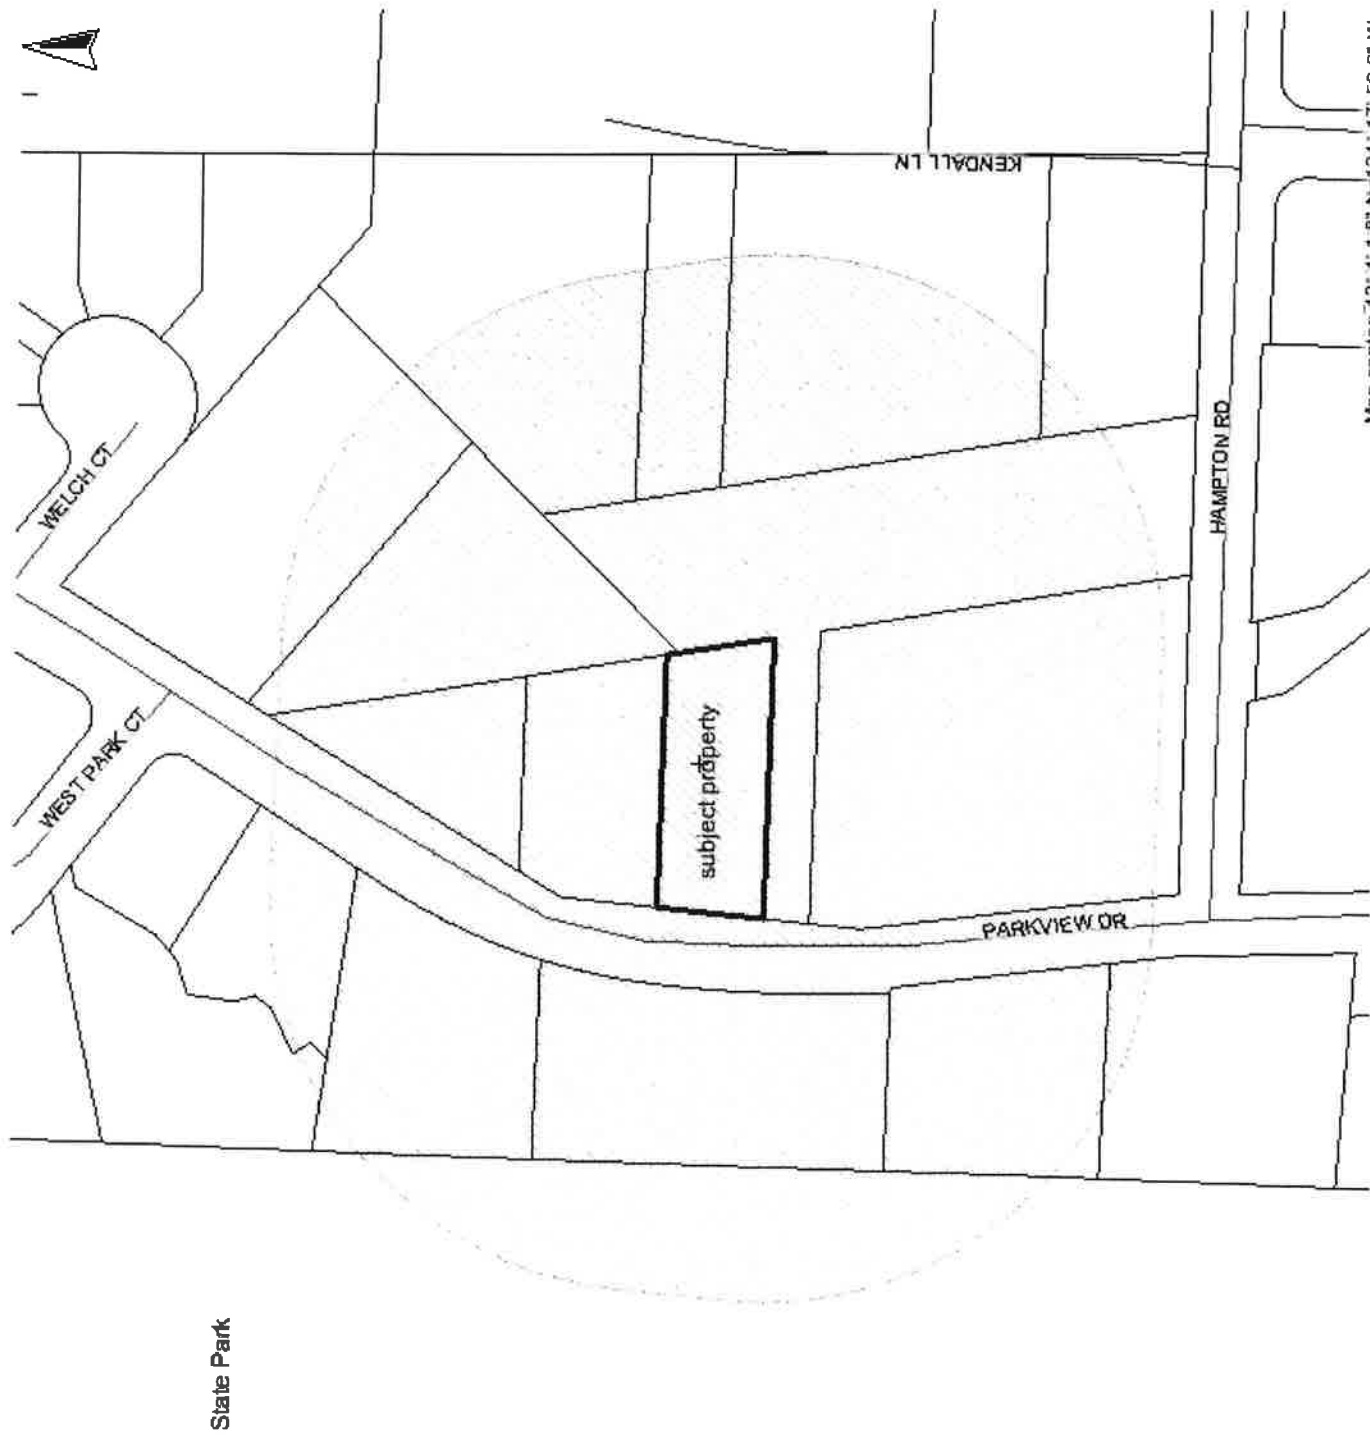 WELCH CT
WEST PARK CT
KENDALL LN
HAMPTON RD
subject property
PARKVIEW DR
State Park